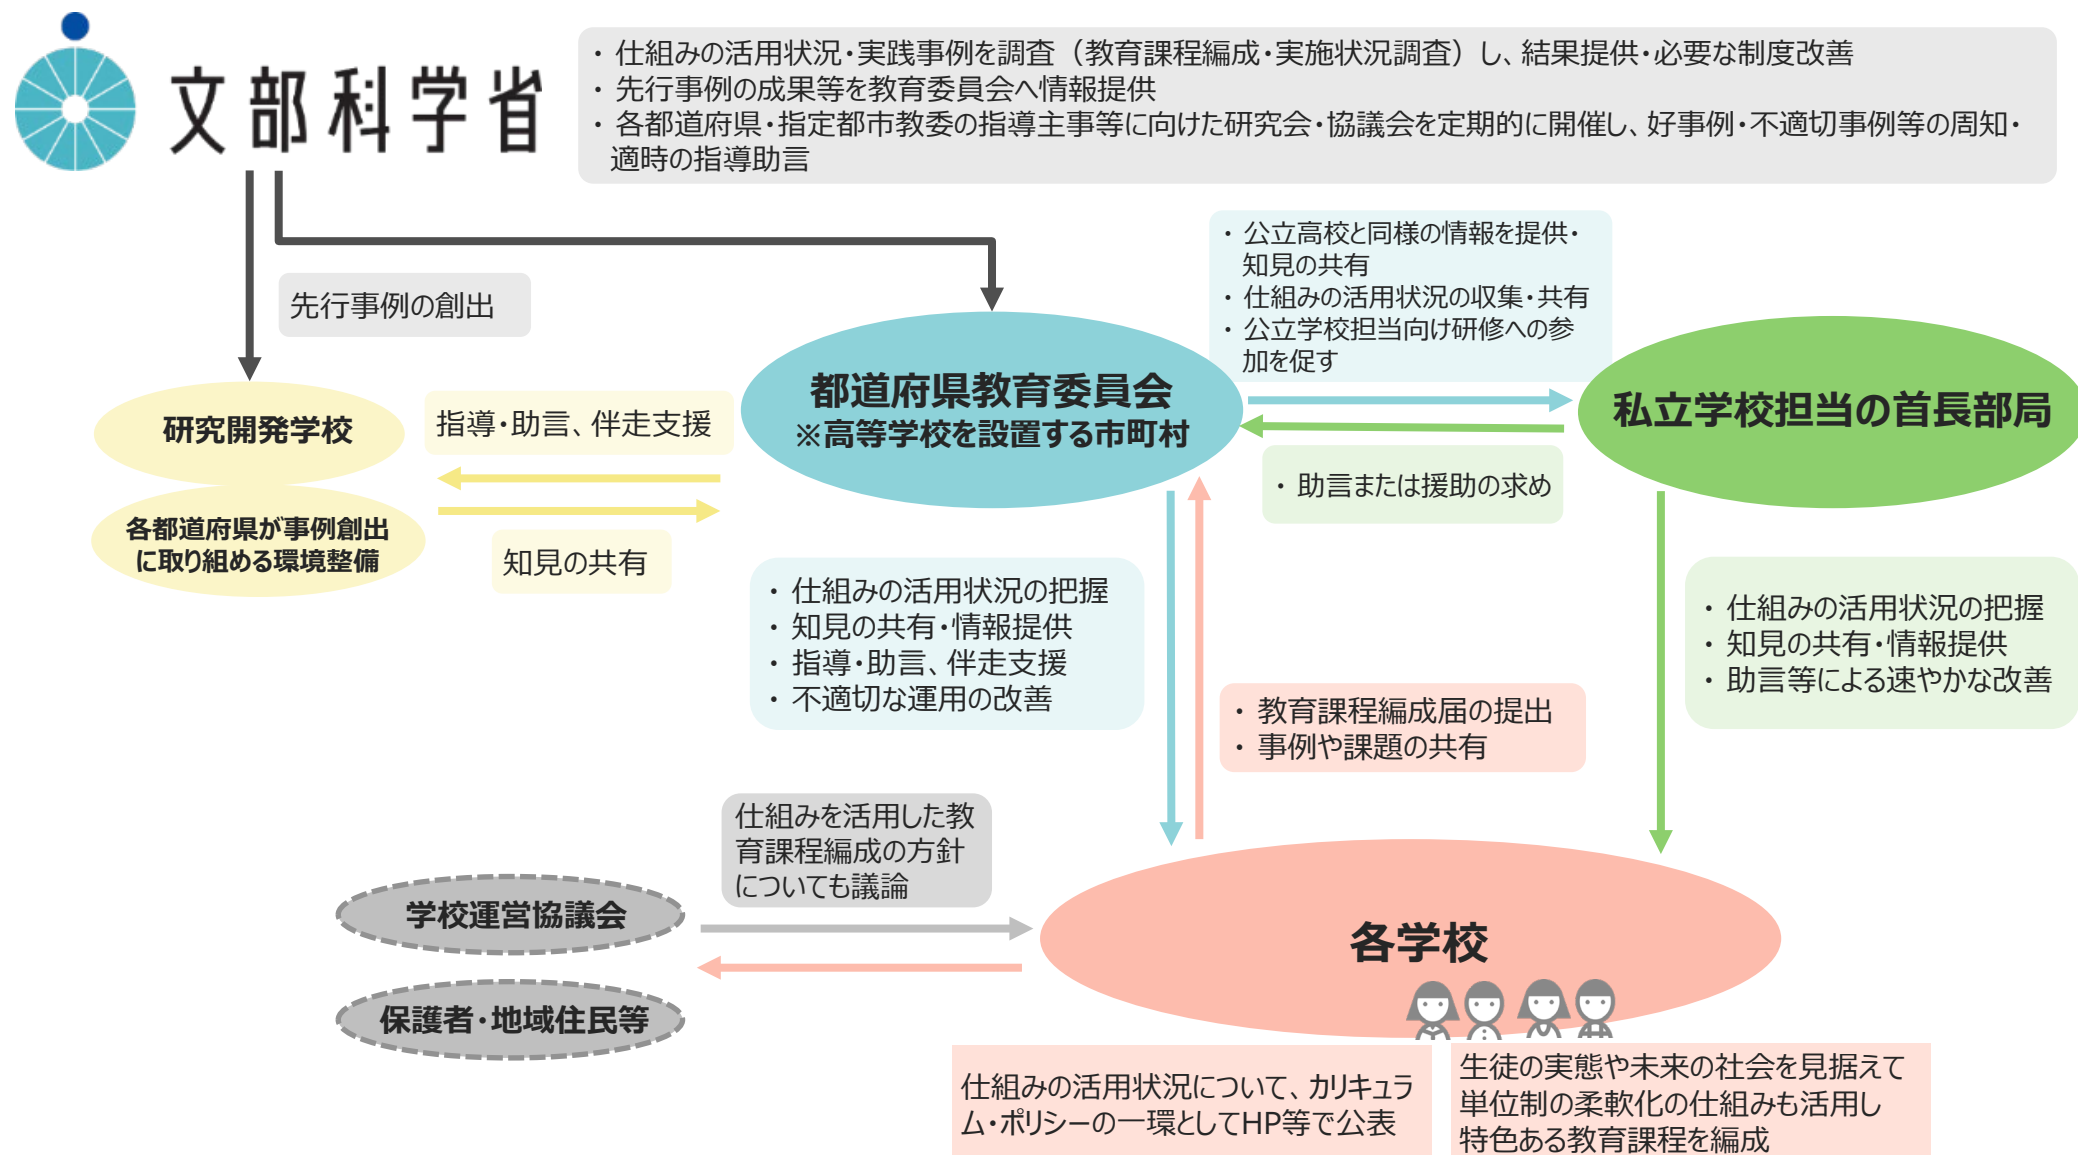 文部科学省
・ 仕組みの活用状況・実践事例を調査（教育課程編成・実施状況調査）し、結果提供・必要な制度改善
・ 先行事例の成果等を教育委員会へ情報提供
・ 各都道府県・指定都市教委の指導主事等に向けた研究会・協議会を定期的に開催し、好事例・不適切事例等の周知・
適時の指導助言
先行事例の創出
・ 公立高校と同様の情報を提供・
知見の共有
・ 仕組みの活用状況の収集・共有
・ 公立学校担当向け研修への参
加を促す
都道府県教育委員会
※高等学校を設置する市町村
私立学校担当の首長部局
研究開発学校
指導・助言、伴走支援
・ 助言または援助の求め
各都道府県が事例創出
に取り組める環境整備
知見の共有
・ 仕組みの活用状況の把握
・ 知見の共有・情報提供
・ 指導・助言、伴走支援
・ 不適切な運用の改善
・ 仕組みの活用状況の把握
・ 知見の共有・情報提供
・ 助言等による速やかな改善
・ 教育課程編成届の提出
・ 事例や課題の共有
仕組みを活用した教
育課程編成の方針
についても議論
学校運営協議会
保護者・地域住民等
各学校
仕組みの活用状況について、カリキュラ
ム・ポリシーの一環としてHP等で公表
生徒の実態や未来の社会を見据えて
単位制の柔軟化の仕組みも活用し
特色ある教育課程を編成